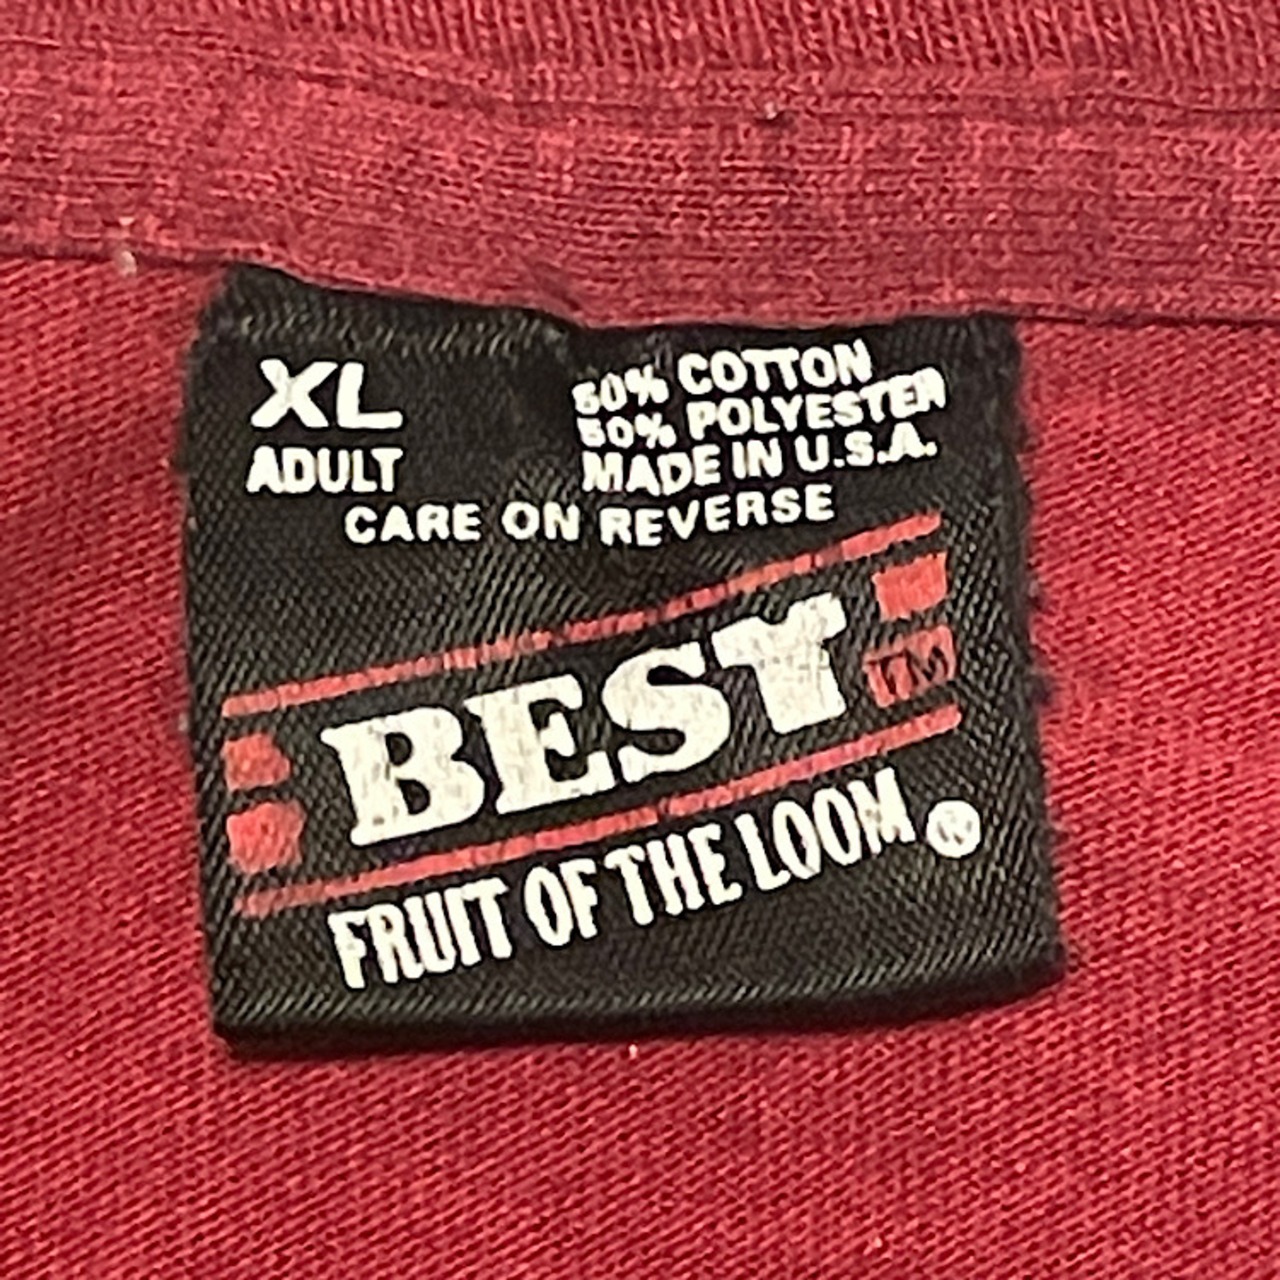 XL
ADULT
50% COTTON
50% POLYESTER
MADE IN U.S.A.
CARE ON REVERSE
BEST
TM
FRUIT OF THE LOOM ®